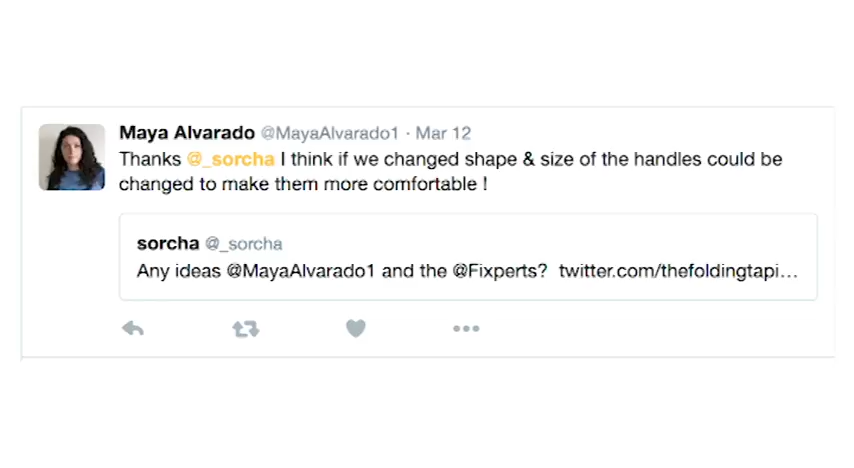 Maya Alvarado @MayaAlvarado1 · Mar 12
Thanks @_sorcha I think if we changed shape & size of the handles could be
changed to make them more comfortable !
sorcha @_sorcha
Any ideas @MayaAlvarado1 and the @Fixperts? twitter.com/thefoldingtapi…